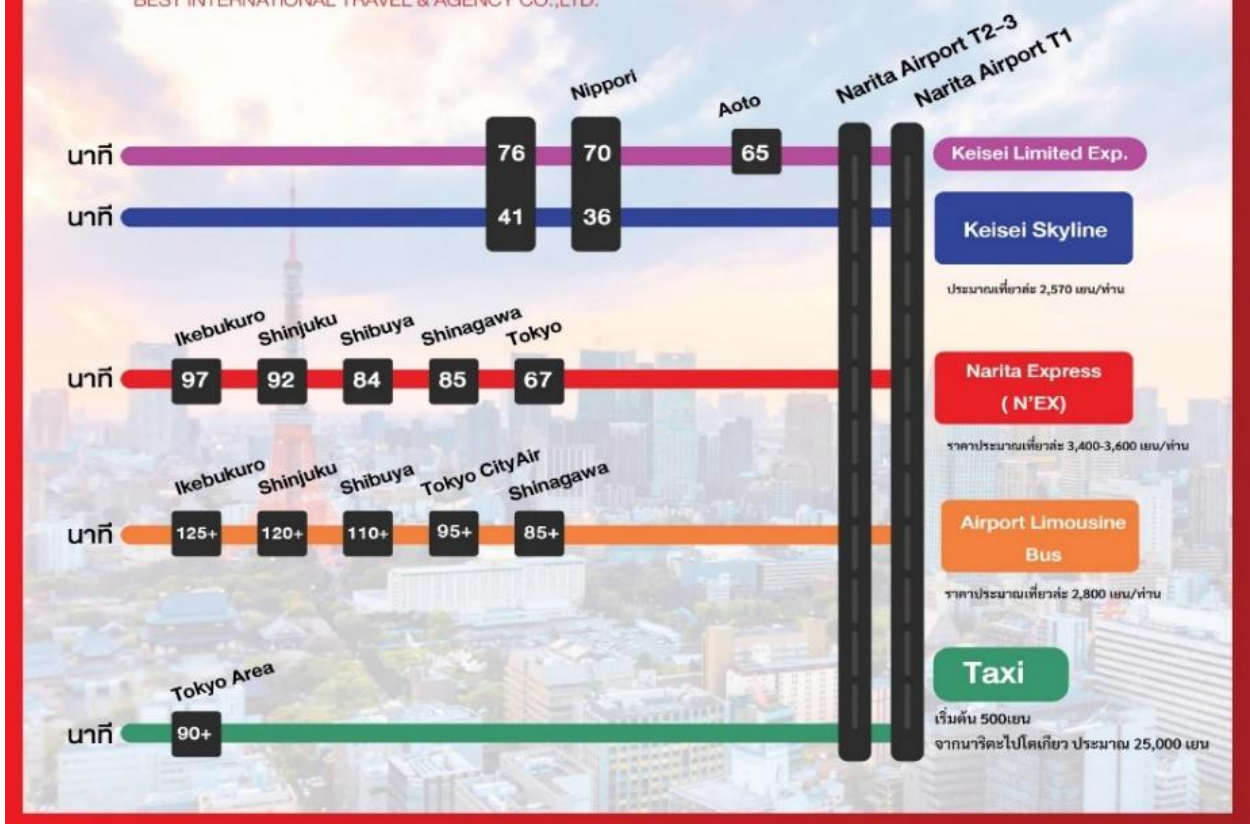 BEST INTERNATIONAL TRAVEL & AGENCY CO.,LTD.
Nippori
Aoto
Narita Airport T2-3
Narita Airport T1
นาที
76
70
65
Keisei Limited Exp.
นาที
41
36
Keisei Skyline
ประมาณเที่ยวล่ะ 2,570 เยน/ท่าน
Ikebukuro
Shinjuku
Shibuya
Shinagawa
Tokyo
นาที
97
92
84
85
67
Narita Express
( N'EX)
ราคาประมาณเที่ยวล่ะ 3,400-3,600 เยน/ท่าน
Ikebukuro
Shinjuku
Shibuya
Tokyo CityAir
Shinagawa
นาที
125+
120+
110+
95+
85+
Airport Limousine
Bus
ราคาประมาณเที่ยวล่ะ 2,800 เยน/ท่าน
Tokyo Area
นาที
90+
Taxi
เริ่มต้น 500เยน
จากนาริตะไปโตเกียว ประมาณ 25,000 เยน